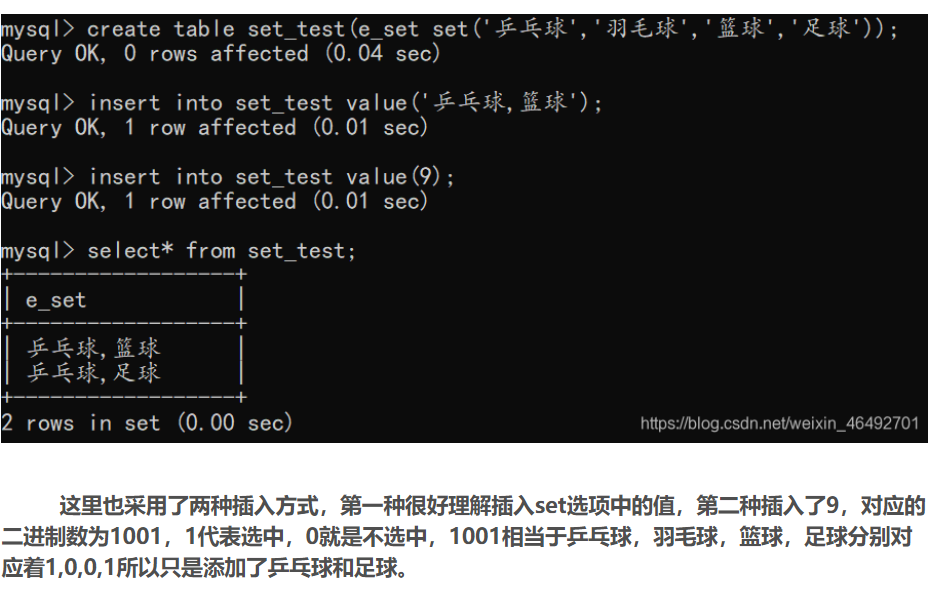 mysql> create table set_test(e_set set('乒乓球','羽毛球','篮球','足球'));
Query OK, 0 rows affected (0.04 sec)
mysql> insert into set_test value('乒乓球,篮球');
Query OK, 1 row affected (0.01 sec)
mysql> insert into set_test value(9);
Query OK, 1 row affected (0.01 sec)
mysql> select* from set_test;
+------------------+
| e_set            |
+------------------+
| 乒乓球,篮球      |
| 乒乓球,足球      |
+------------------+
2 rows in set (0.00 sec)
https://blog.csdn.net/weixin_46492701
这里也采用了两种插入方式，第一种很好理解插入set选项中的值，第二种插入了9，对应的
二进制数为1001，1代表选中，0就是不选中，1001相当于乒乓球，羽毛球，篮球，足球分别对
应着1,0,0,1所以只是添加了乒乓球和足球。